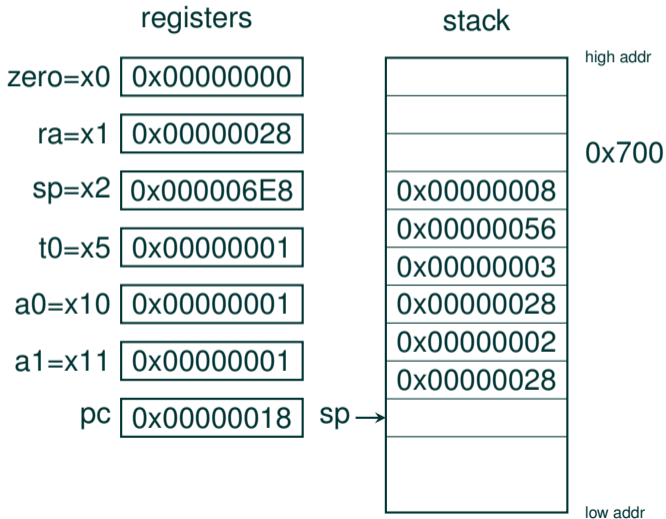 registers
zero=x0 0x00000000
ra=x1 0x00000028
sp=x2 0x000006E8
t0=x5 0x00000001
a0=x10 0x00000001
a1=x11 0x00000001
pc 0x00000018
stack
high addr
0x700
0x00000008
0x00000056
0x00000003
0x00000028
0x00000002
0x00000028
sp
low addr